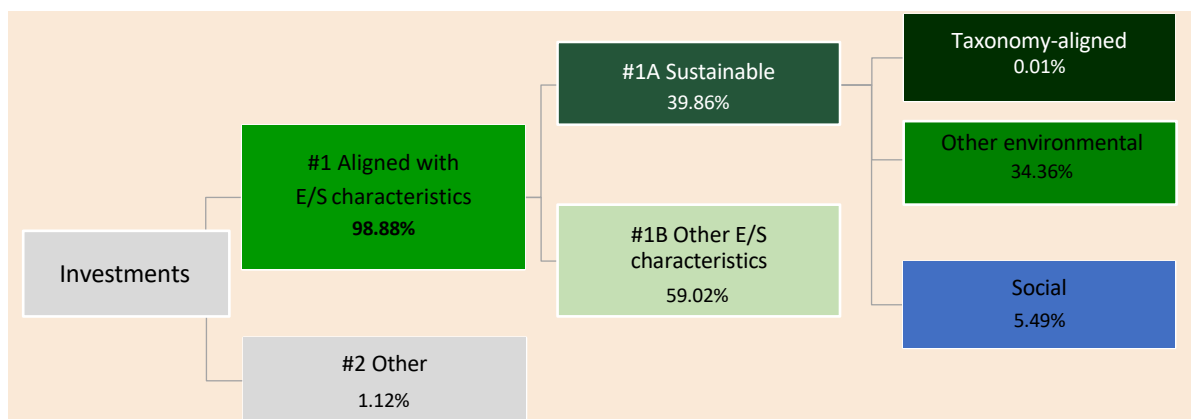 Investments
#1 Aligned with
E/S characteristics
98.88%
#2 Other
1.12%
#1A Sustainable
39.86%
#1B Other E/S
characteristics
59.02%
Taxonomy-aligned
0.01%
Other environmental
34.36%
Social
5.49%